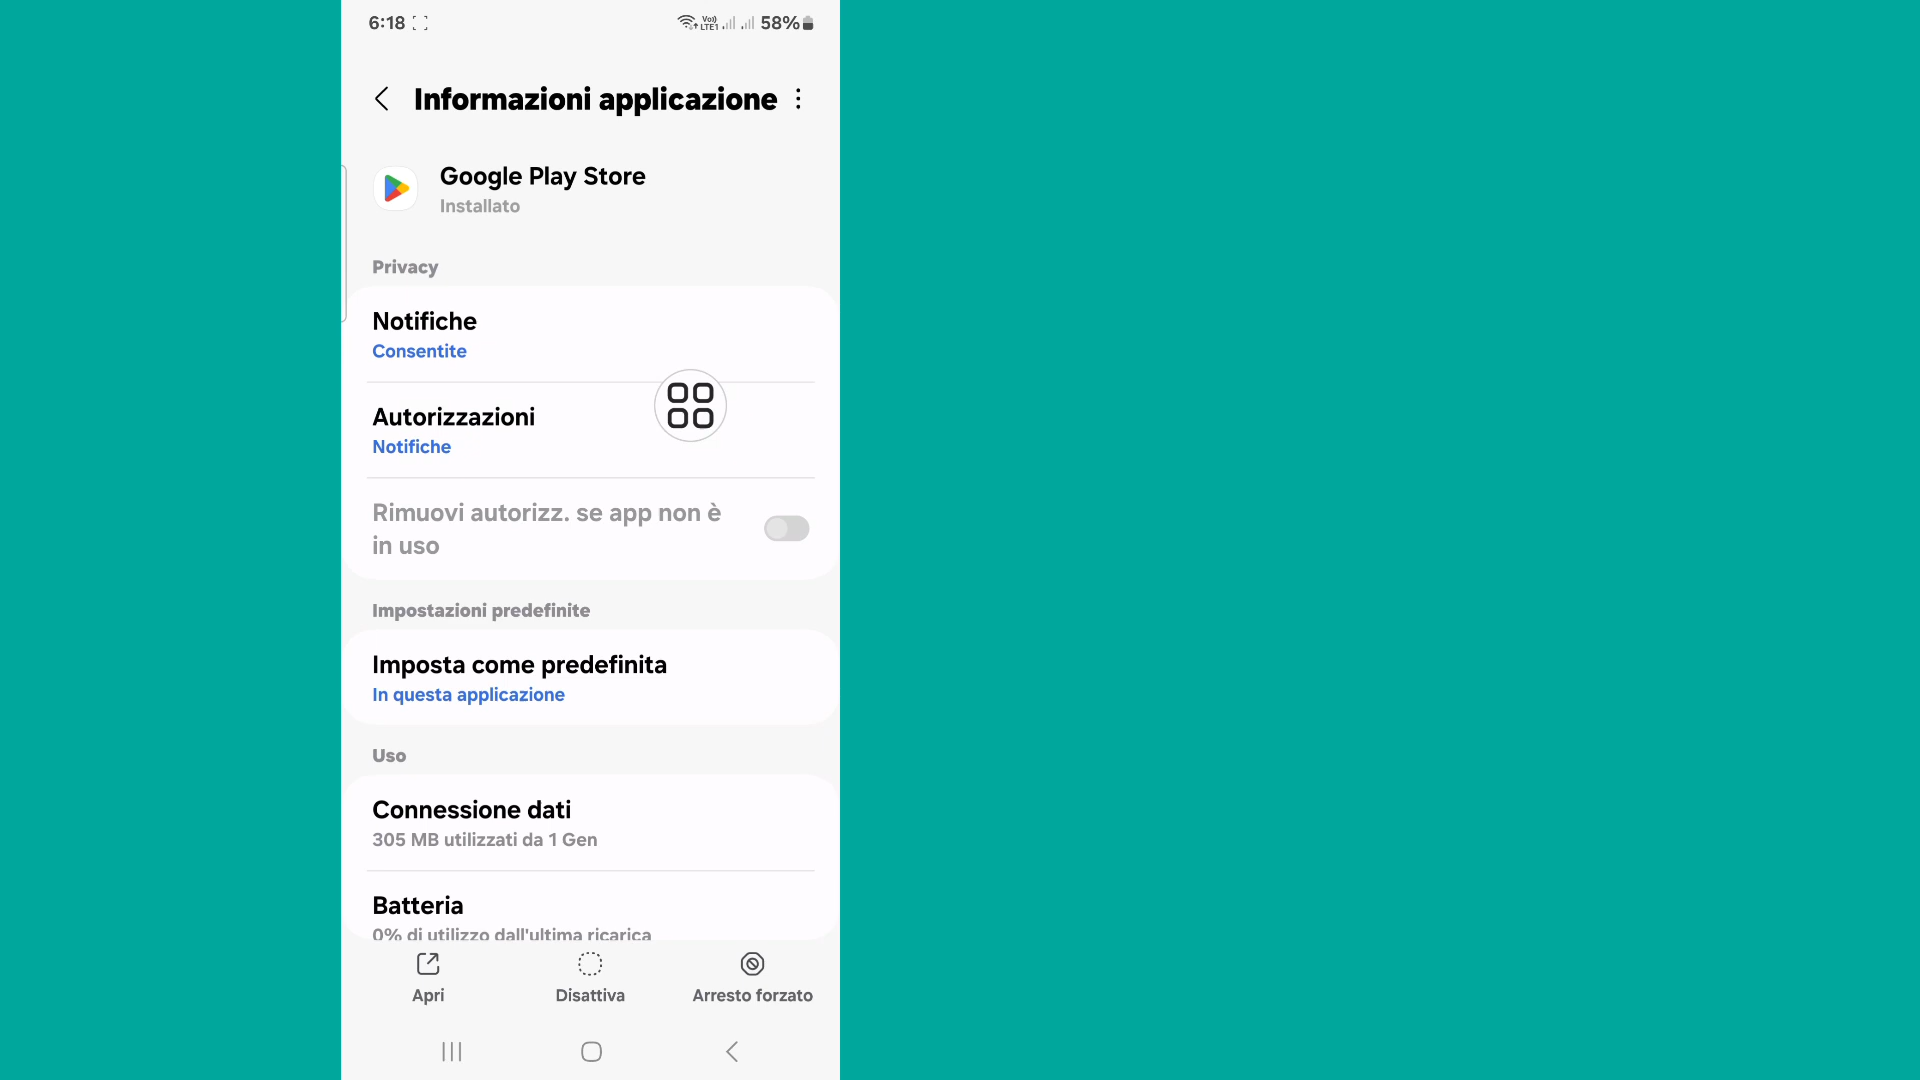 6:18
Vo))
LTE1
58%
Informazioni applicazione
Google Play Store
Installato
Privacy
Notifiche
Consentite
Autorizzazioni
Notifiche
Rimuovi autorizz. se app non è
in uso
Impostazioni predefinite
Imposta come predefinita
In questa applicazione
Uso
Connessione dati
305 MB utilizzati da 1 Gen
Batteria
0% di utilizzo dall'ultima ricarica
Apri
Disattiva
Arresto forzato